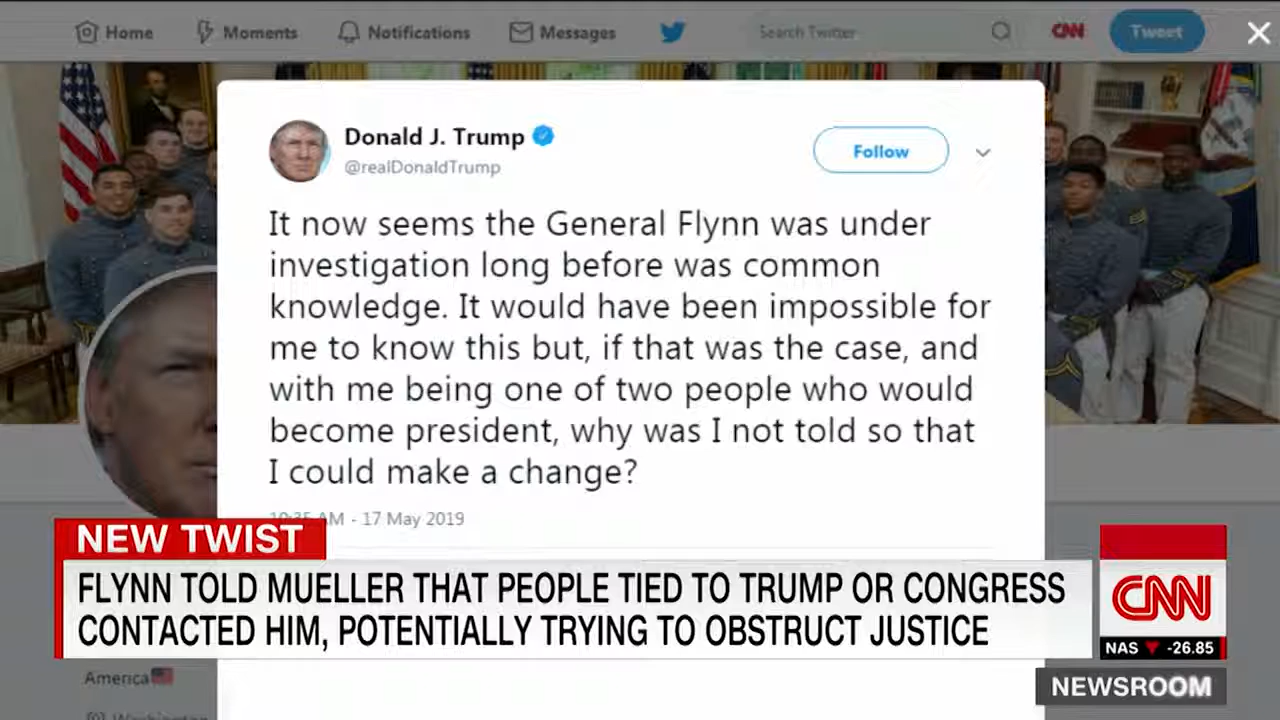 Home Moments Notifications Messages Search Twitter CNN Tweet
Donald J. Trump
@realDonaldTrump
Follow
It now seems the General Flynn was under
investigation long before was common
knowledge. It would have been impossible for
me to know this but, if that was the case, and
with me being one of two people who would
become president, why was I not told so that
I could make a change?
10:35 AM - 17 May 2019
NEW TWIST
FLYNN TOLD MUELLER THAT PEOPLE TIED TO TRUMP OR CONGRESS
CONTACTED HIM, POTENTIALLY TRYING TO OBSTRUCT JUSTICE
CNN
NAS -26.85
America
Washington
NEWSROOM